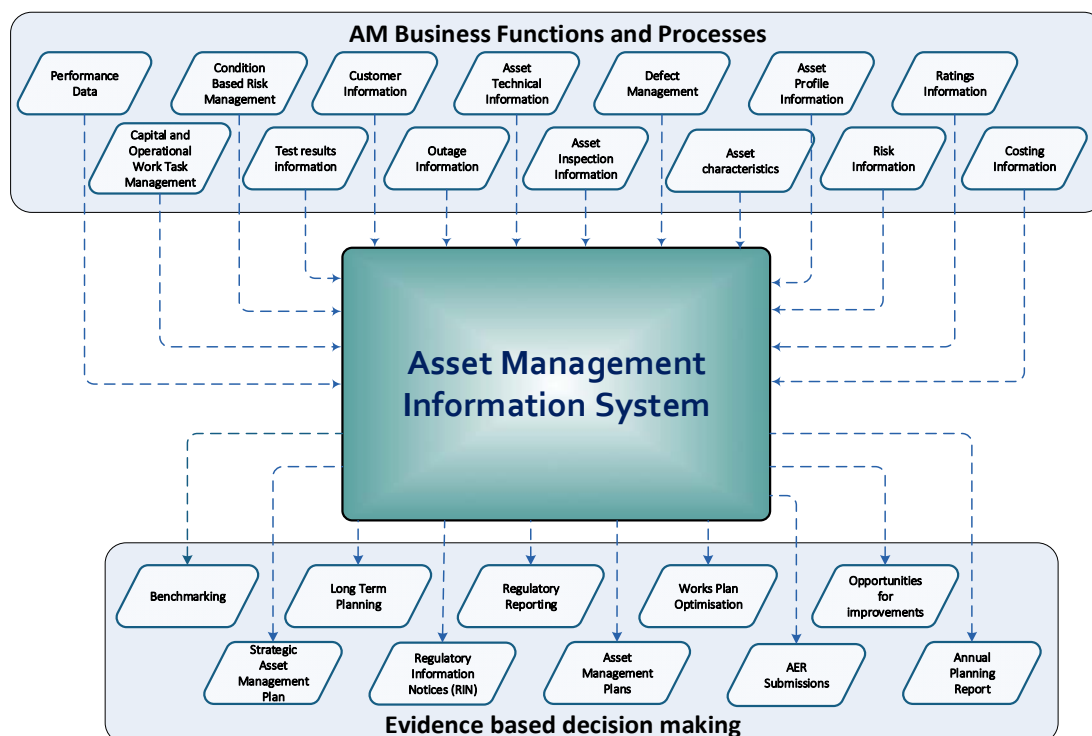 AM Business Functions and Processes
Performance
Data
Condition
Based Risk
Management
Customer
Information
Asset
Technical
Information
Defect
Management
Asset
Profile
Information
Ratings
Information
Capital and
Operational
Work Task
Management
Test results
information
Outage
Information
Asset
Inspection
Information
Asset
characteristics
Risk
Information
Costing
Information
Asset Management
Information System
Benchmarking
Long Term
Planning
Regulatory
Reporting
Works Plan
Optimisation
Opportunities
for
improvements
Strategic
Asset
Management
Plan
Regulatory
Information
Notices (RIN)
Asset
Management
Plans
AER
Submissions
Annual
Planning
Report
Evidence based decision making